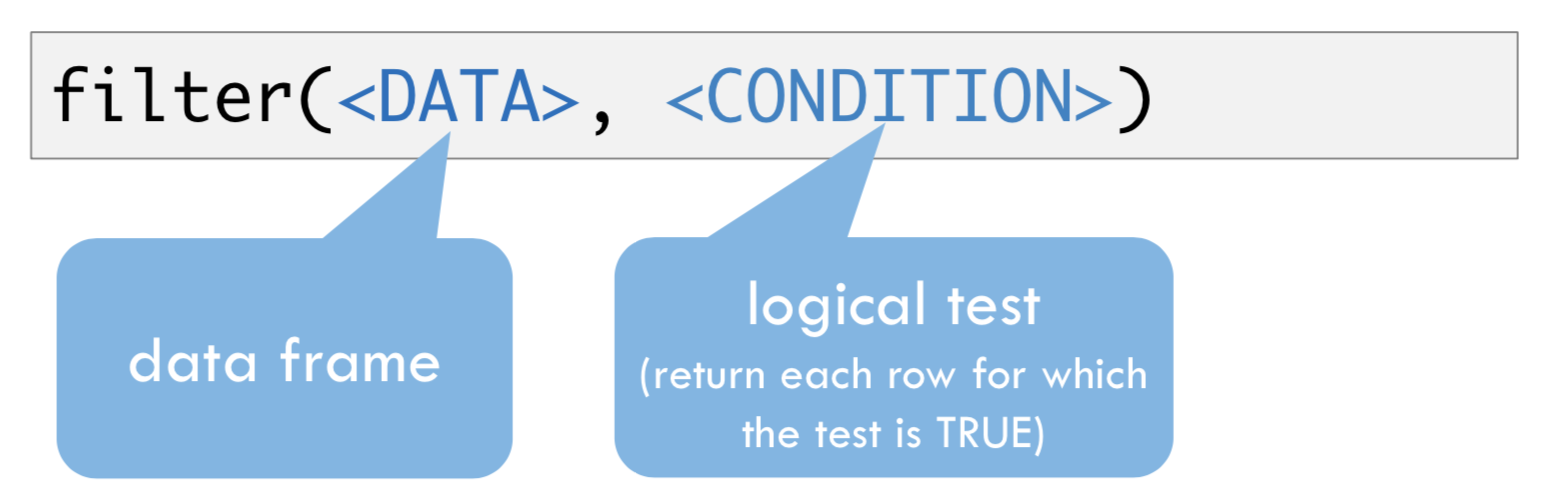 filter(<DATA>, <CONDITION>)
data frame
logical test
(return each row for which
the test is TRUE)